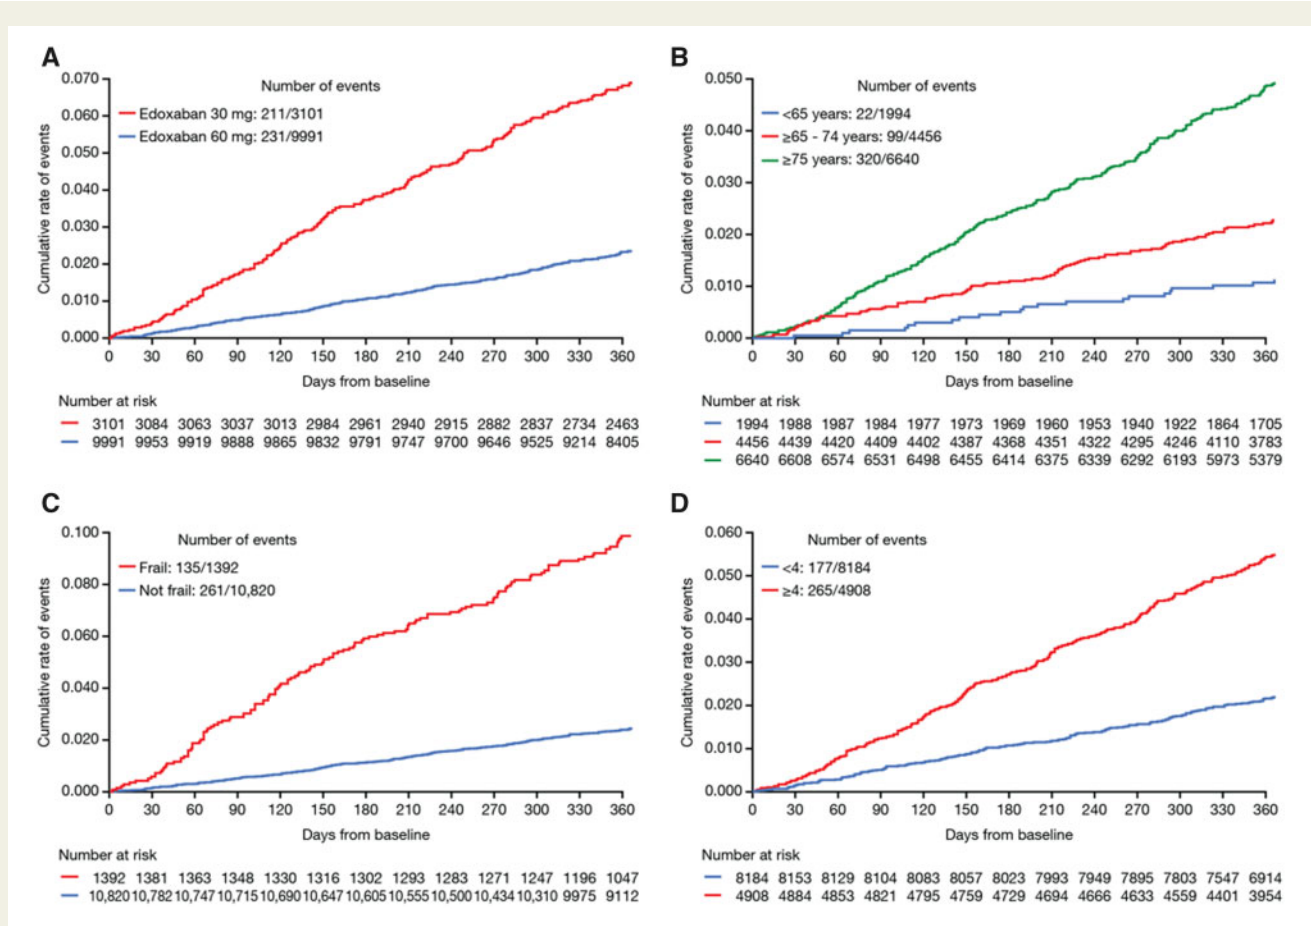 A
Number of events
Edoxaban 30 mg: 211/3101
Edoxaban 60 mg: 231/9991
Cumulative rate of events
0.070
0.060
0.050
0.040
0.030
0.020
0.010
0.000
0 30 60 90 120 150 180 210 240 270 300 330 360
Days from baseline
Number at risk
3101 3084 3063 3037 3013 2984 2961 2940 2915 2882 2837 2734 2463
9991 9953 9919 9888 9865 9832 9791 9747 9700 9646 9525 9214 8405
B
Number of events
<65 years: 22/1994
≥65 - 74 years: 99/4456
≥75 years: 320/6640
Cumulative rate of events
0.050
0.040
0.030
0.020
0.010
0.000
0 30 60 90 120 150 180 210 240 270 300 330 360
Days from baseline
Number at risk
1994 1988 1987 1984 1977 1973 1969 1960 1953 1940 1922 1864 1705
4456 4439 4420 4409 4402 4387 4368 4351 4322 4295 4246 4110 3783
6640 6608 6574 6531 6498 6455 6414 6375 6339 6292 6193 5973 5379
C
Number of events
Frail: 135/1392
Not frail: 261/10,820
Cumulative rate of events
0.100
0.080
0.060
0.040
0.020
0.000
0 30 60 90 120 150 180 210 240 270 300 330 360
Days from baseline
Number at risk
1392 1381 1363 1348 1330 1316 1302 1293 1283 1271 1247 1196 1047
10,820 10,782 10,747 10,715 10,690 10,647 10,605 10,555 10,500 10,434 10,310 9975 9112
D
Number of events
<4: 177/8184
≥4: 265/4908
Cumulative rate of events
0.060
0.050
0.040
0.030
0.020
0.010
0.000
0 30 60 90 120 150 180 210 240 270 300 330 360
Days from baseline
Number at risk
8184 8153 8129 8104 8083 8057 8023 7993 7949 7895 7803 7547 6914
4908 4884 4853 4821 4795 4759 4729 4694 4666 4633 4559 4401 3954